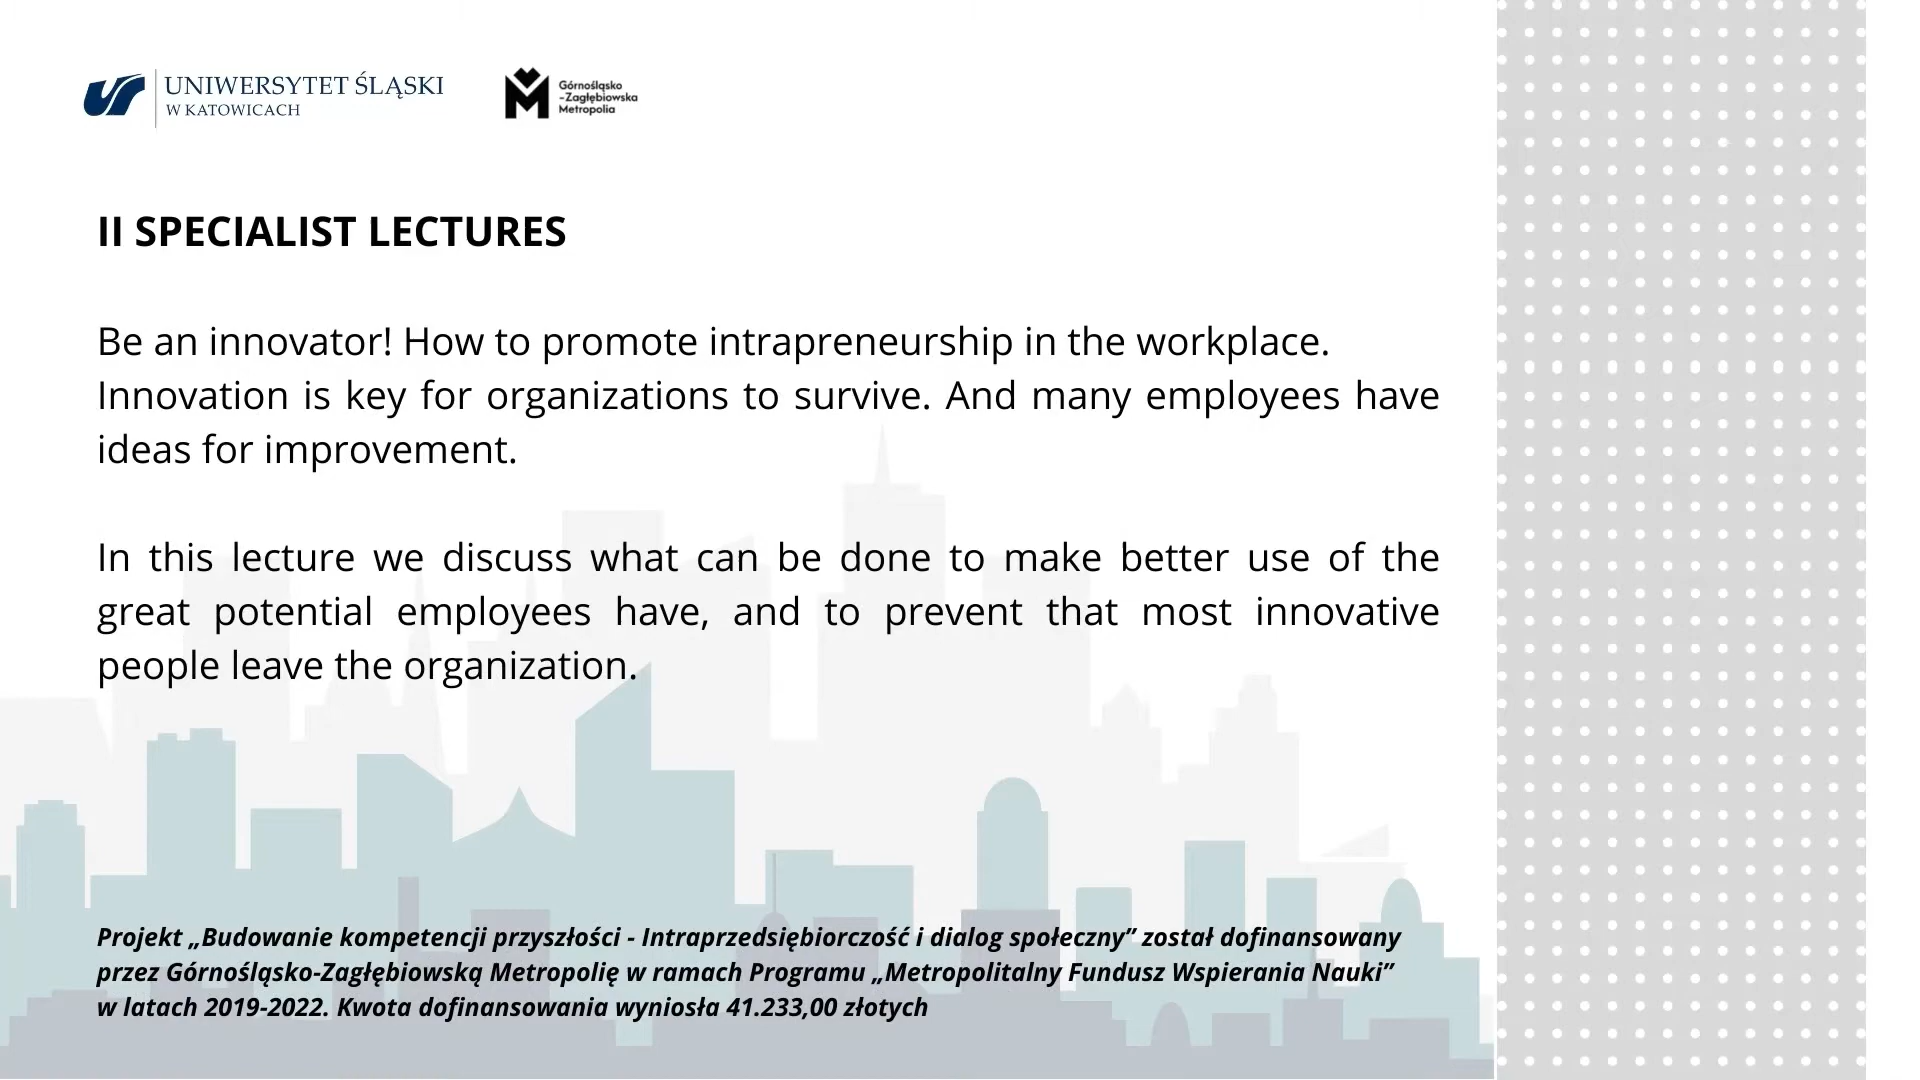 UNIWERSYTET ŚLĄSKI
W KATOWICACH
Górnośląsko
-Zagłębiowska
Metropolia
II SPECIALIST LECTURES
Be an innovator! How to promote intrapreneurship in the workplace.
Innovation is key for organizations to survive. And many employees have
ideas for improvement.
In this lecture we discuss what can be done to make better use of the
great potential employees have, and to prevent that most innovative
people leave the organization.
Projekt „Budowanie kompetencji przyszłości - Intraprzedsiębiorczość i dialog społeczny” został dofinansowany
przez Górnośląsko-Zagłębiowską Metropolię w ramach Programu „Metropolitalny Fundusz Wspierania Nauki”
w latach 2019-2022. Kwota dofinansowania wyniosła 41.233,00 złotych